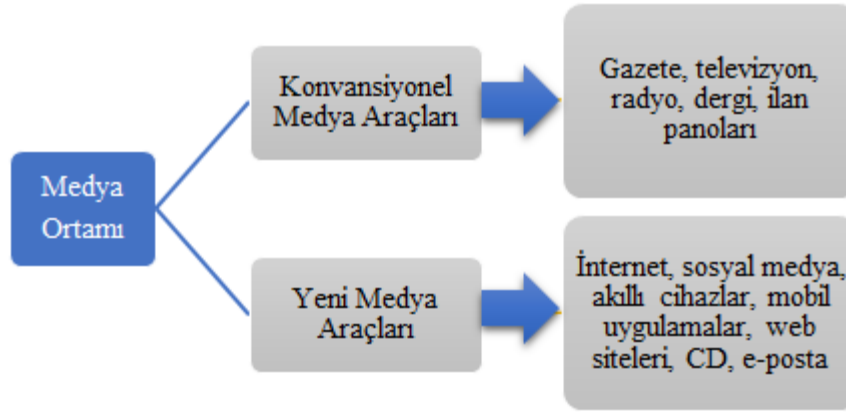 Medya
Ortamı
Konvansiyonel
Medya Araçları
Gazete, televizyon,
radyo, dergi, ilan
panoları
Yeni Medya
Araçları
İnternet, sosyal medya,
akıllı cihazlar, mobil
uygulamalar, web
siteleri, CD, e-posta